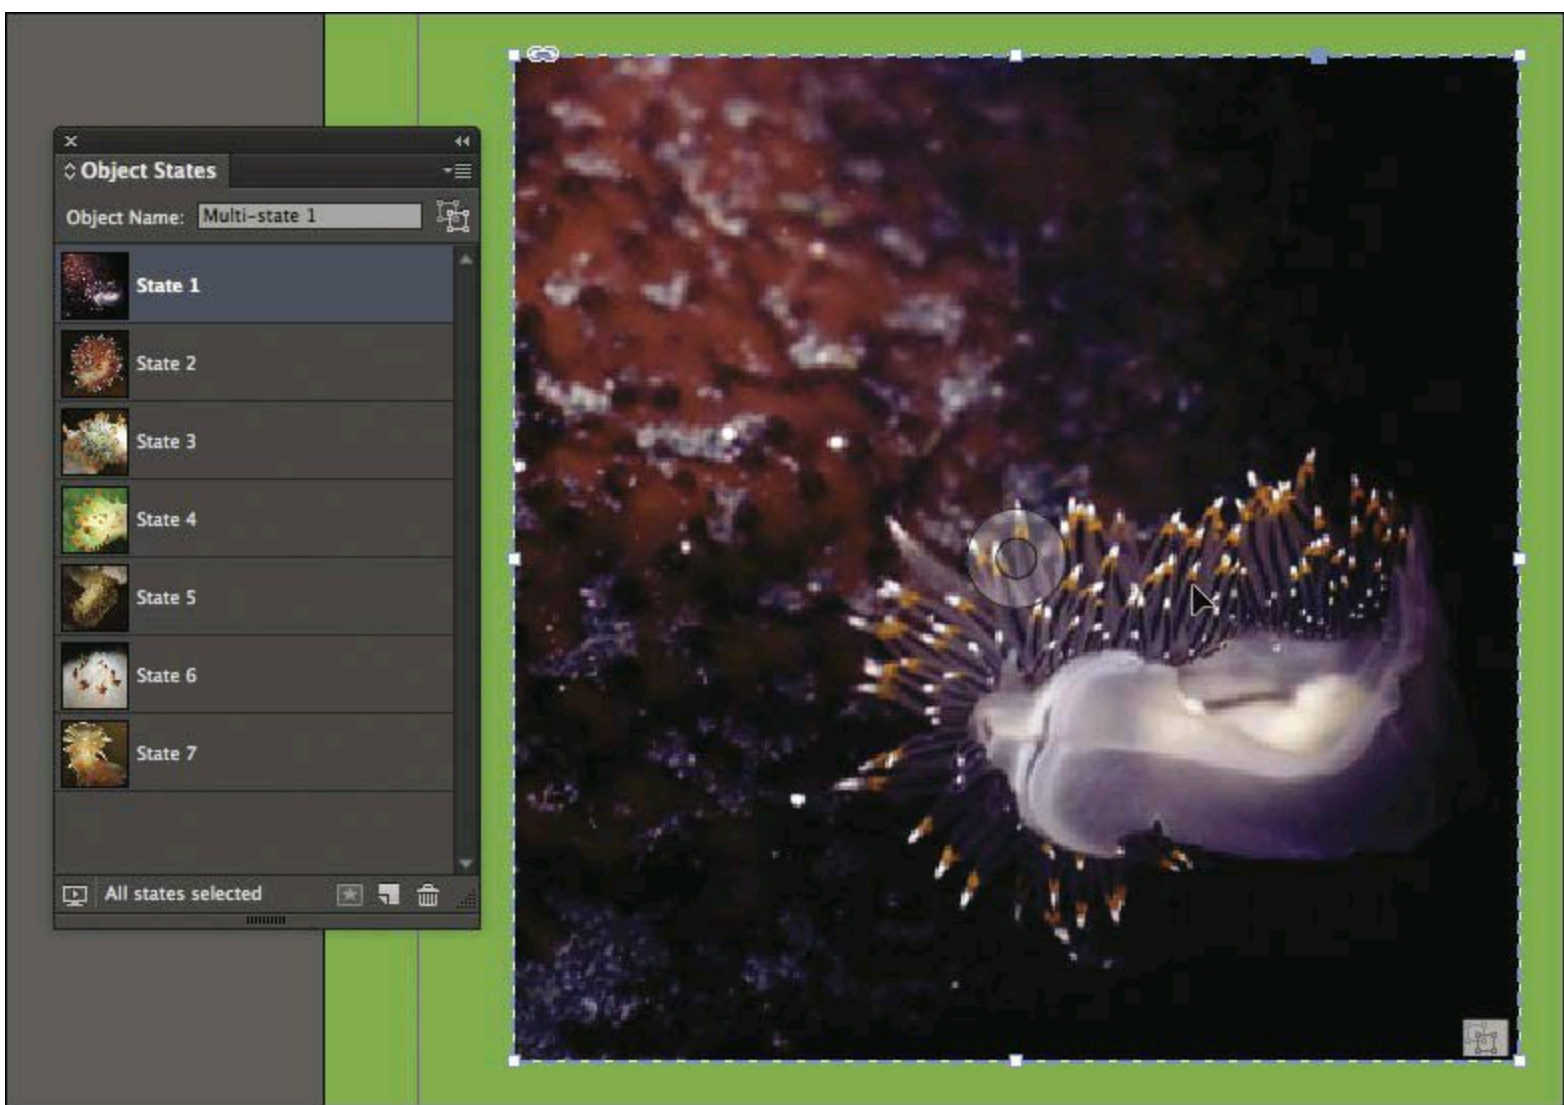 Object States
Object Name: Multi-state 1
State 1
State 2
State 3
State 4
State 5
State 6
State 7
All states selected